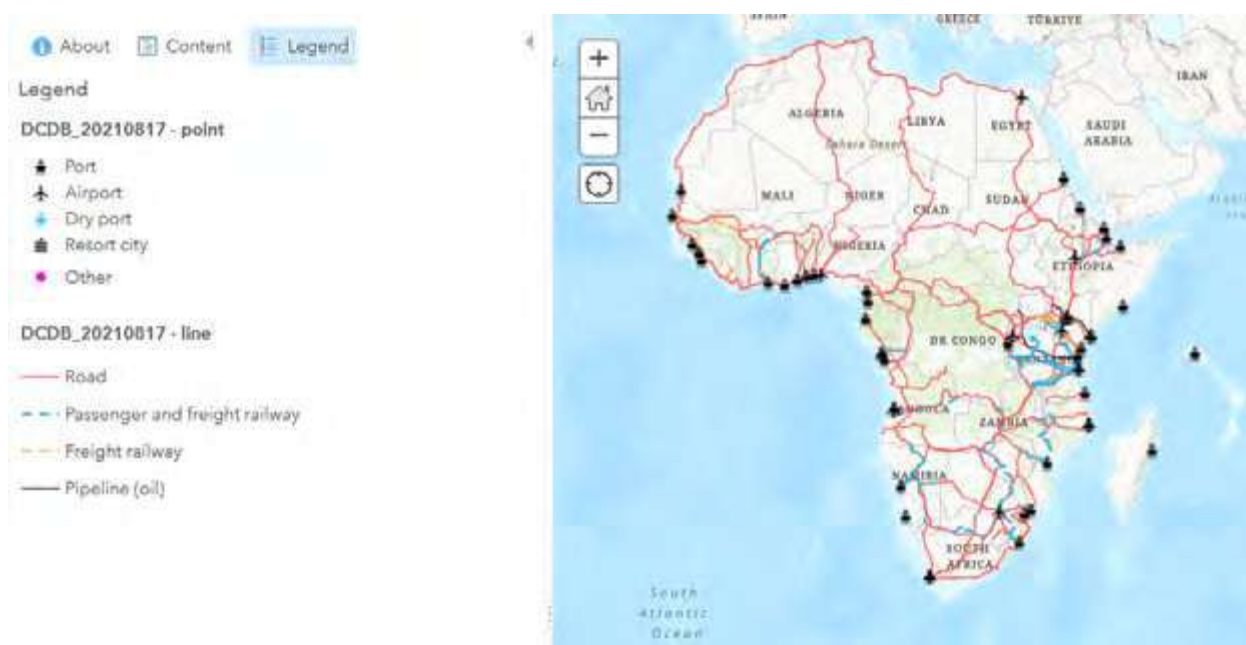 About Content Legend
Legend
DCDB_20210817 - point
Port
Airport
Dry port
Resort city
Other
DCDB_20210817 - line
Road
Passenger and freight railway
Freight railway
Pipeline (oil)
SPAIN
GREECE
TÜRKIYE
IRAN
ALGERIA
LIBYA
EGYPT
SAUDI
ARABIA
Sahara Desert
MALI
NIGER
CHAD
SUDAN
NIGERIA
ETHIOPIA
DR CONGO
ANGOLA
ZAMBIA
NAMIBIA
SOUTH
AFRICA
South
Atlantic
Ocean